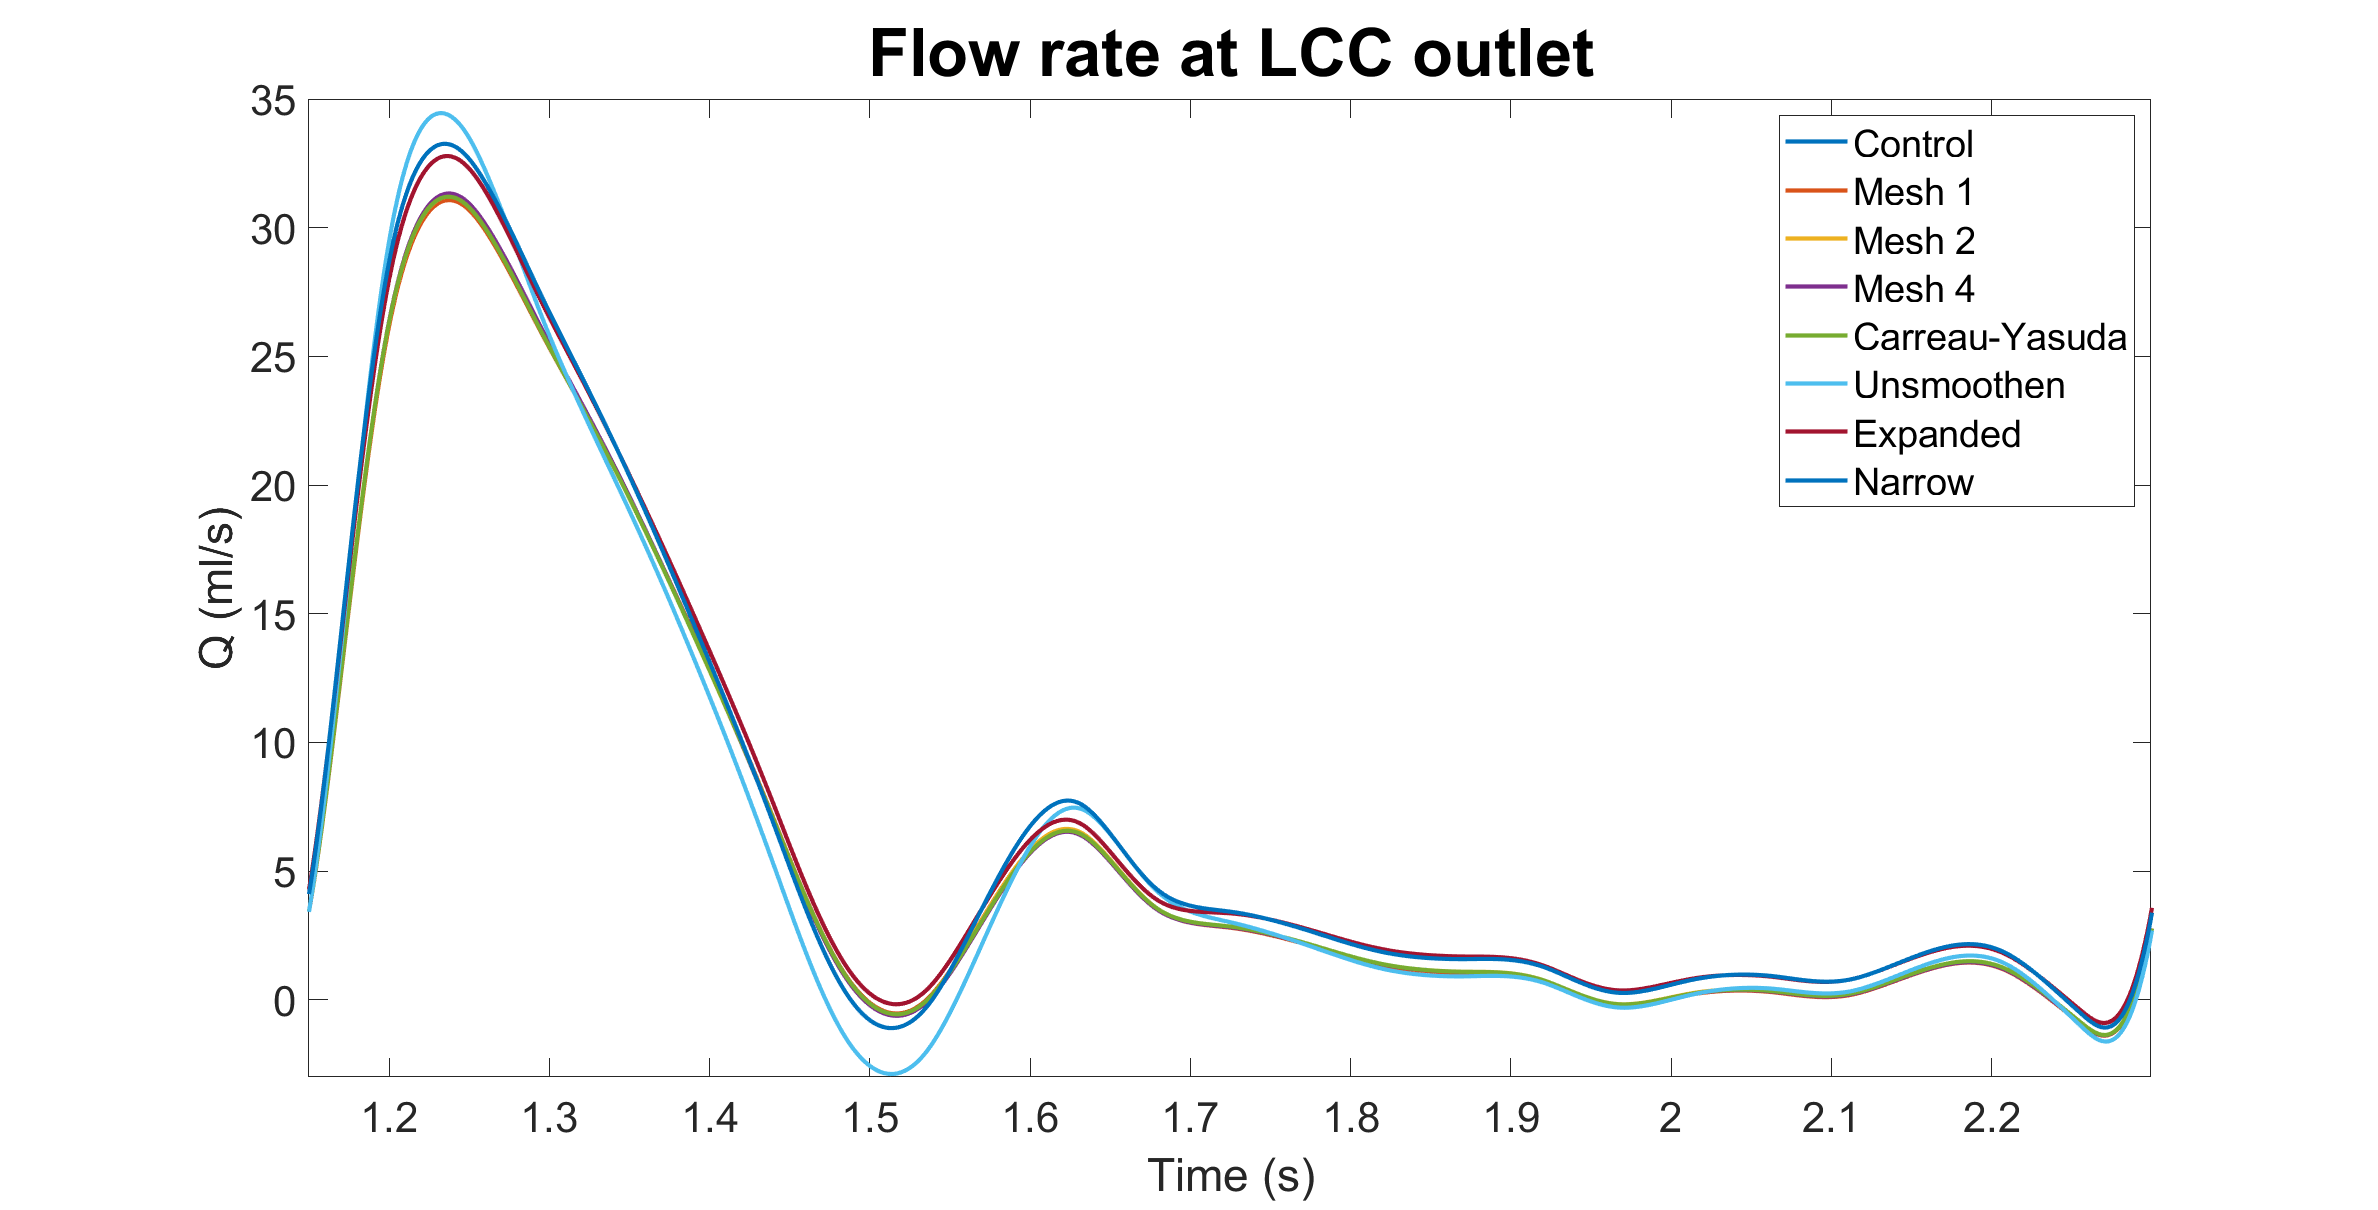 Flow rate at LCC outlet
35
30
25
20
15
10
5
0
Q (ml/s)
Control
Mesh 1
Mesh 2
Mesh 4
Carreau-Yasuda
Unsmoothen
Expanded
Narrow
1.2 1.3 1.4 1.5 1.6 1.7 1.8 1.9 2 2.1 2.2
Time (s)